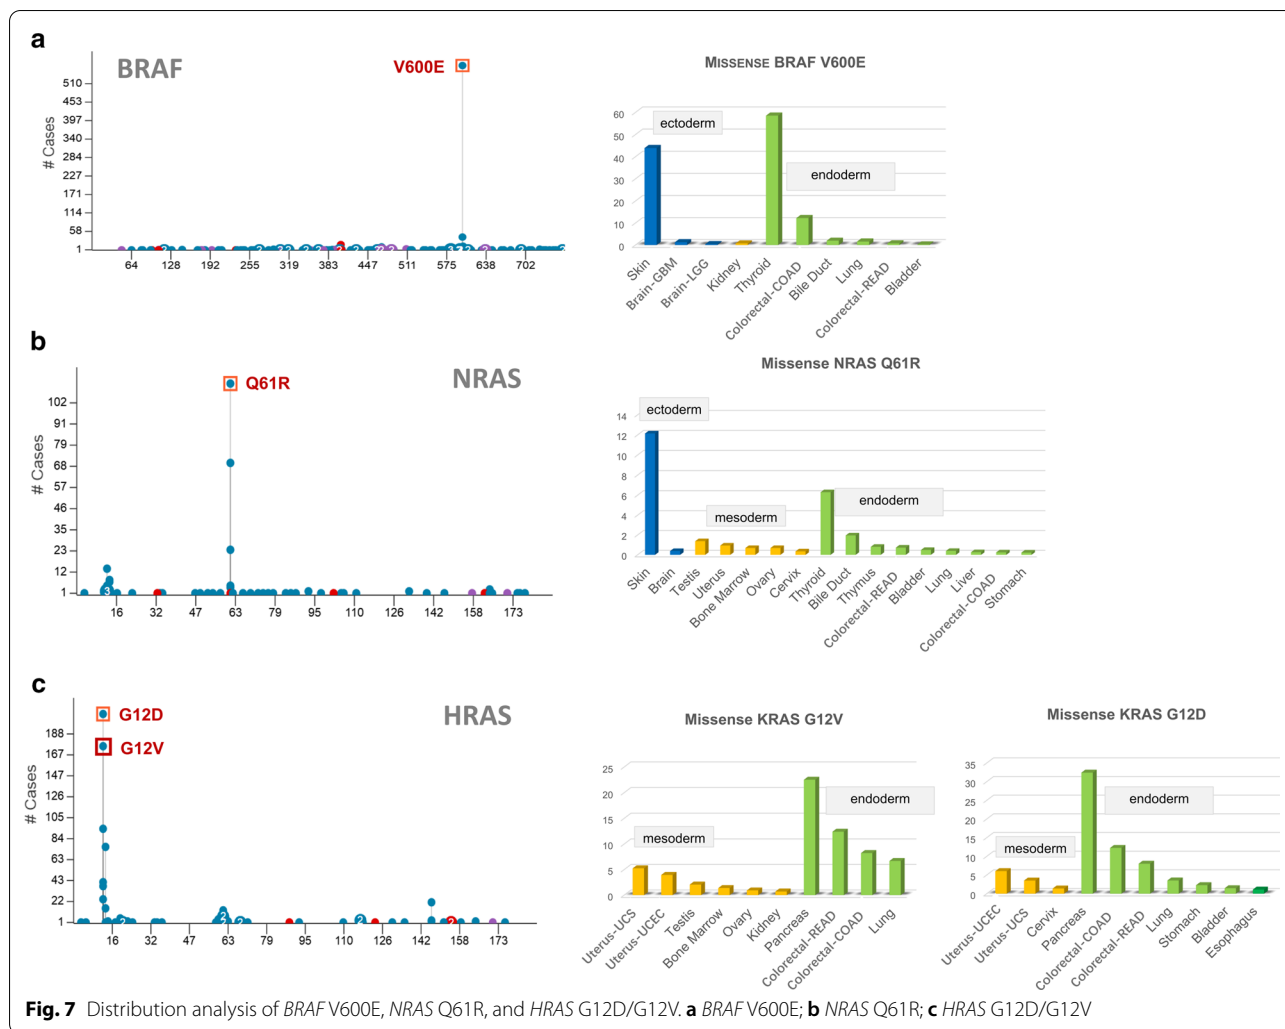 a
BRAF
V600E
# Cases
510
453
397
340
284
227
171
114
58
1
64 128 192 255 319 383 447 511 575 638 702
Missense BRAF V600E
60
50
40
30
20
10
0
ectoderm
endoderm
Skin
Brain-GBM
Brain-LGG
Kidney
Thyroid
Colorectal-COAD
Bile Duct
Lung
Colorectal-READ
Bladder
b
NRAS
Q61R
# Cases
102
91
79
68
57
46
35
23
12
1
3
16 32 47 63 79 95 110 126 142 158 173
Missense NRAS Q61R
14
12
10
8
6
4
2
0
ectoderm
mesoderm
endoderm
Skin
Brain
Testis
Uterus
Bone Marrow
Ovary
Cervix
Thyroid
Bile Duct
Thymus
Colorectal-READ
Bladder
Lung
Liver
Colorectal-COAD
Stomach
c
HRAS
G12D
G12V
# Cases
188
167
147
126
105
84
63
43
22
1
16 32 47 63 79 95 110 126 142 158 173
Missense KRAS G12V
25
20
15
10
5
0
mesoderm
endoderm
Uterus-UCS
Uterus-UCEC
Testis
Bone Marrow
Ovary
Kidney
Pancreas
Colorectal-READ
Colorectal-COAD
Lung
Missense KRAS G12D
35
30
25
20
15
10
5
0
mesoderm
endoderm
Uterus-UCEC
Uterus-UCS
Cervix
Pancreas
Colorectal-COAD
Colorectal-READ
Lung
Stomach
Bladder
Esophagus
Fig. 7 Distribution analysis of BRAF V600E, NRAS Q61R, and HRAS G12D/G12V. a BRAF V600E; b NRAS Q61R; c HRAS G12D/G12V